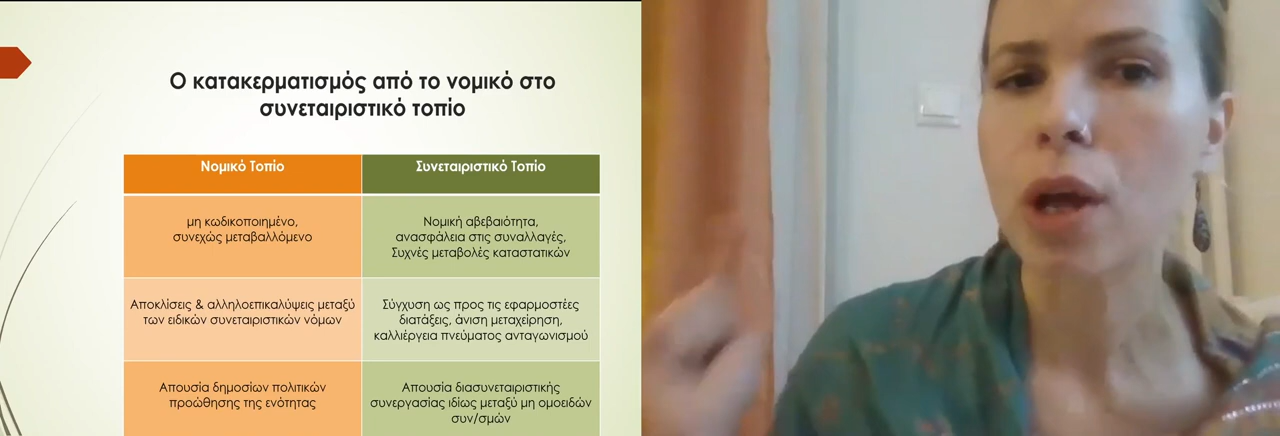 Ο κατακερματισμός από το νομικό στο
συνεταιριστικό τοπίο
Νομικό Τοπίο
Συνεταιριστικό Τοπίο
μη κωδικοποιημένο,
συνεχώς μεταβαλλόμενο
Νομική αβεβαιότητα,
ανασφάλεια στις συναλλαγές,
Συχνές μεταβολές καταστατικών
Αποκλίσεις & αλληλοεπικαλύψεις μεταξύ
των ειδικών συνεταιριστικών νόμων
Σύγχυση ως προς τις εφαρμοστέες
διατάξεις, άνιση μεταχείρηση,
καλλιέργεια πνεύματος ανταγωνισμού
Απουσία δημοσίων πολιτικών
προώθησης της ενότητας
Απουσία διασυνεταιριστικής
συνεργασίας ιδίως μεταξύ μη ομοειδών
συν/σμών